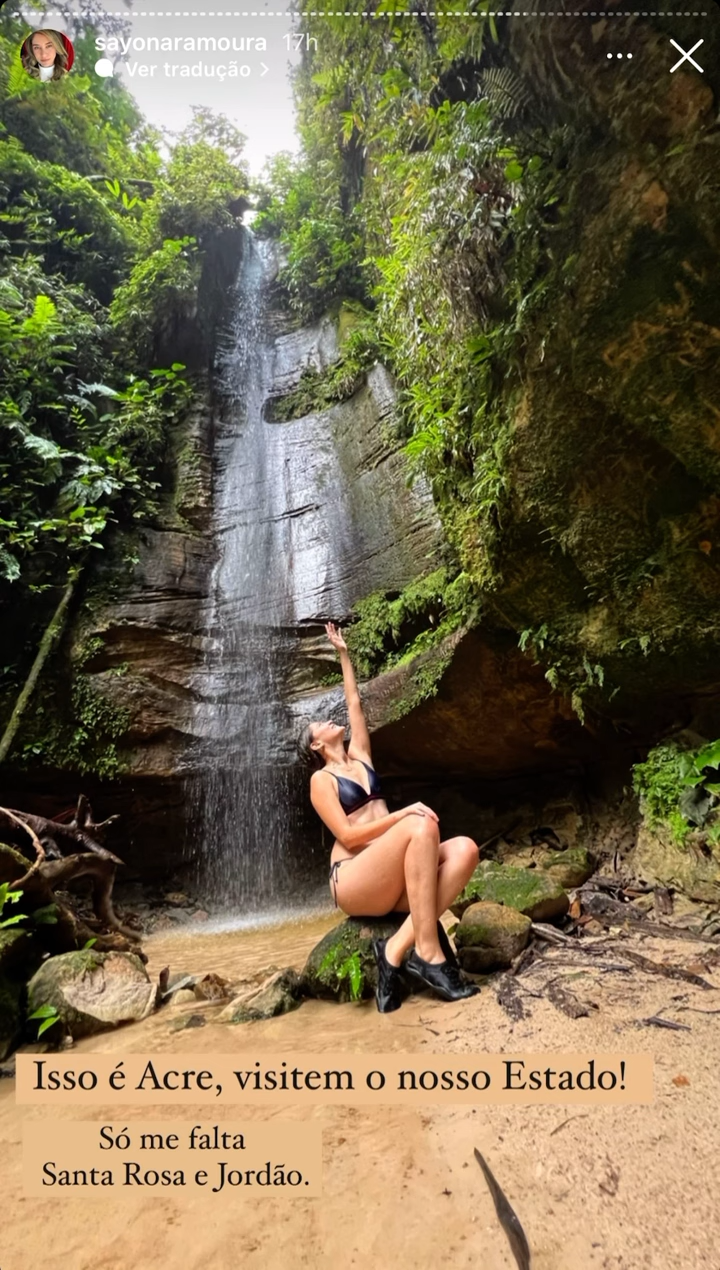 sayonaramoura 17h
Ver tradução
Isso é Acre, visitem o nosso Estado!
Só me falta
Santa Rosa e Jordão.